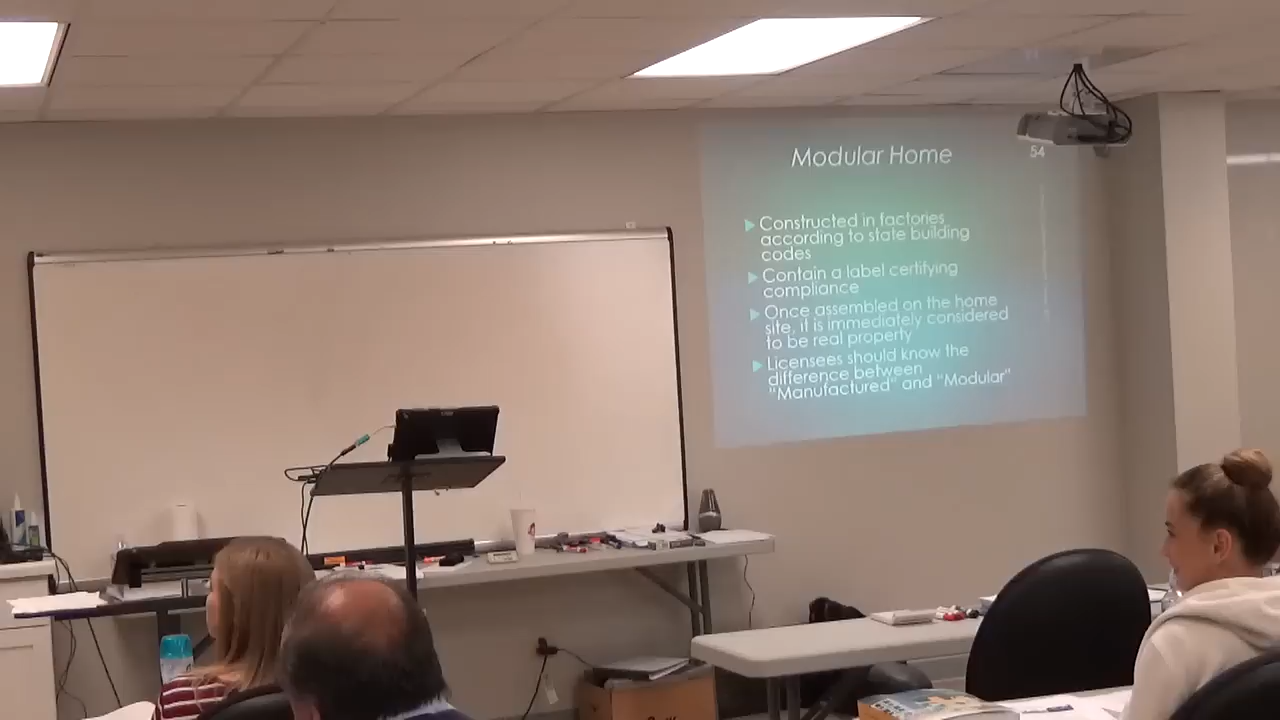 Modular Home
54
Constructed in factories
according to state building
codes
Contain a label certifying
compliance
Once assembled on the home
site, it is immediately considered
to be real property
Licensees should know the
difference between
"Manufactured" and "Modular"